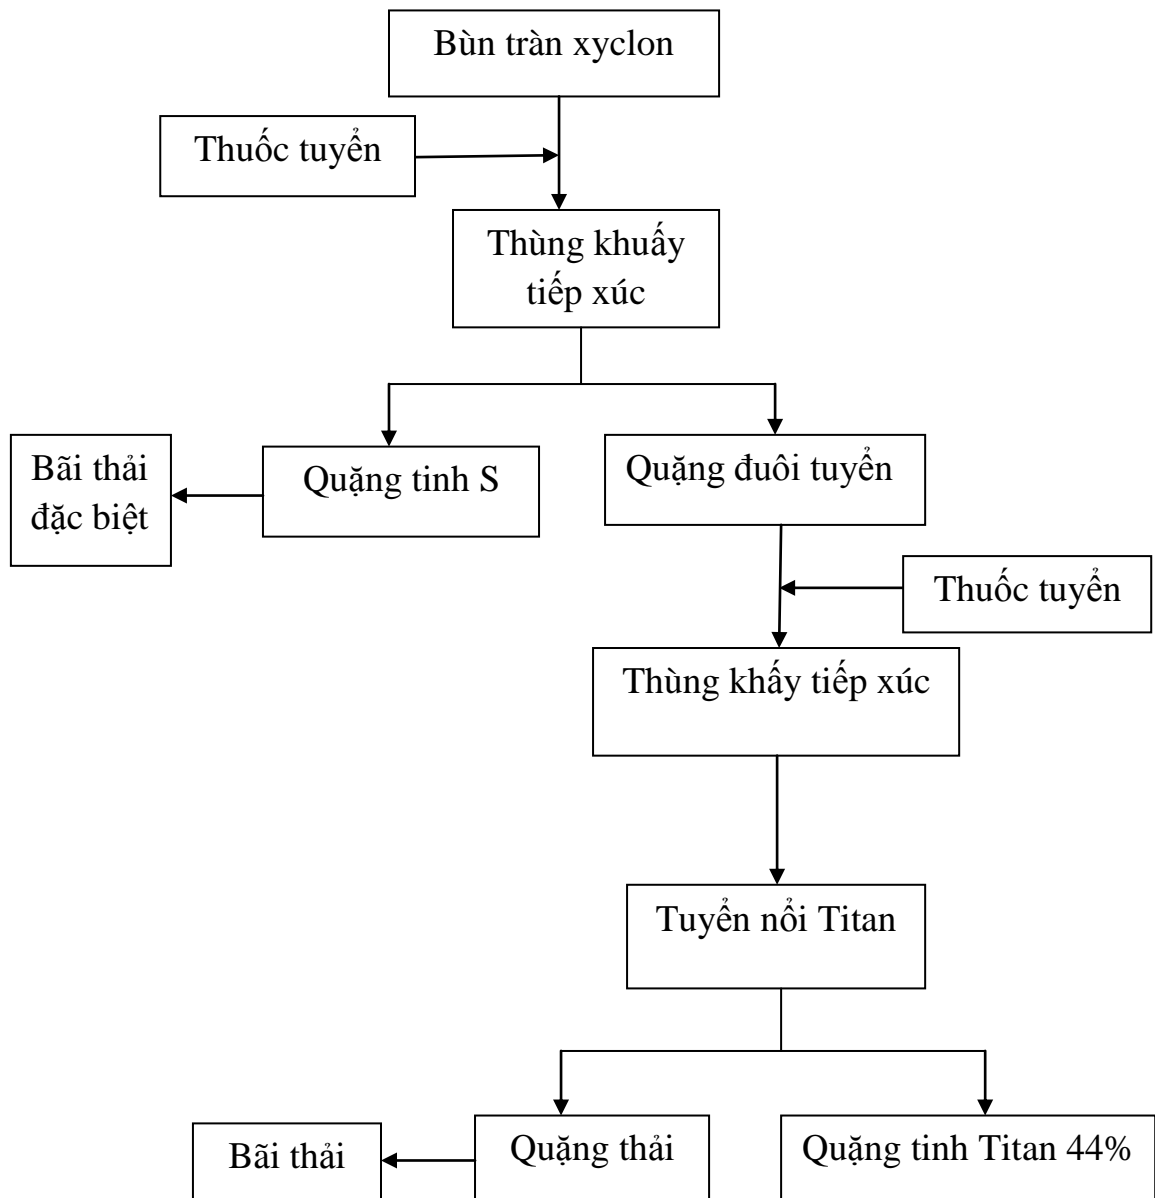 Bùn tràn xyclon
Thuốc tuyển
Thùng khuấy
tiếp xúc
Bãi thải
đặc biệt
Quặng tinh S
Quặng đuôi tuyển
Thuốc tuyển
Thùng khấy tiếp xúc
Tuyển nổi Titan
Bãi thải
Quặng thải
Quặng tinh Titan 44%